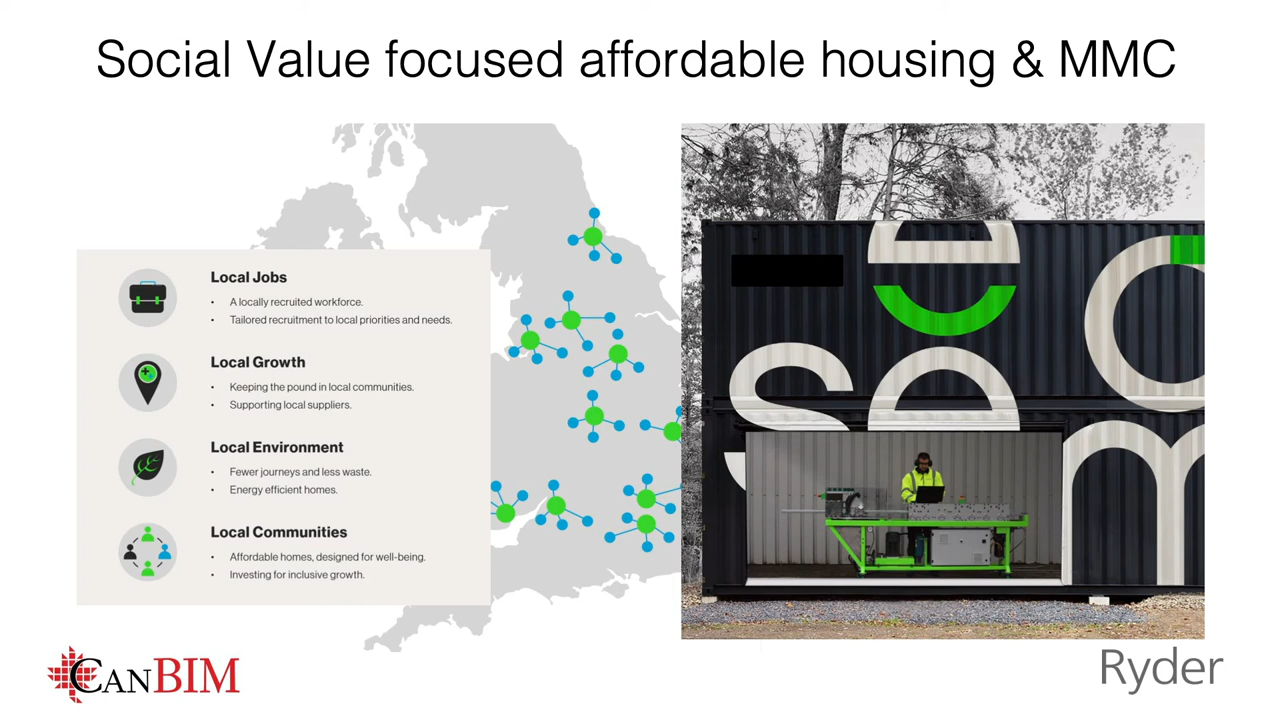 Social Value focused affordable housing & MMC
Local Jobs
• A locally recruited workforce.
• Tailored recruitment to local priorities and needs.
Local Growth
• Keeping the pound in local communities.
• Supporting local suppliers.
Local Environment
• Fewer journeys and less waste.
• Energy efficient homes.
Local Communities
• Affordable homes, designed for well-being.
• Investing for inclusive growth.
CanBIM
Ryder